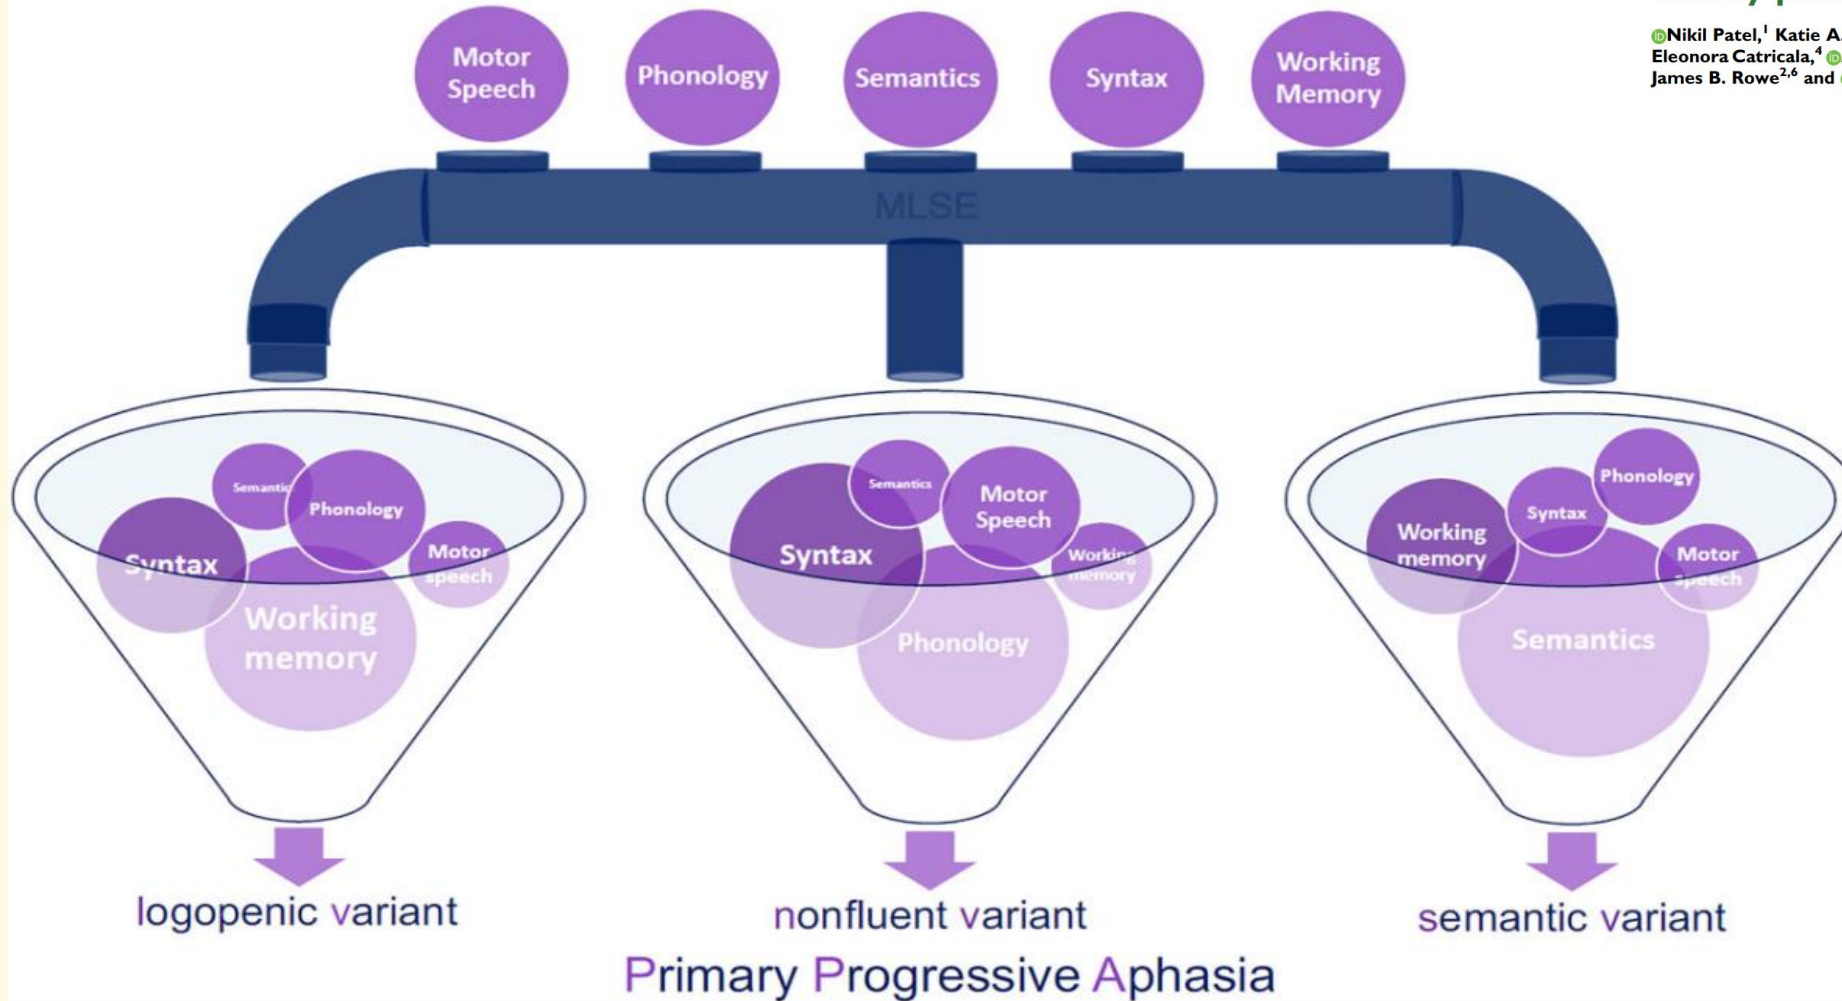 Nikil Patel,¹ Katie A.
Eleonora Catricala,⁴
James B. Rowe²,⁶ and
Motor
Speech
Phonology
Semantics
Syntax
Working
Memory
MLSE
Semantic
Phonology
Syntax
Motor
speech
Working
memory
Semantics
Motor
Speech
Syntax
Working
memory
Phonology
Phonology
Syntax
Working
memory
Motor
speech
Semantics
logopenic variant
nonfluent variant
semantic variant
Primary Progressive Aphasia